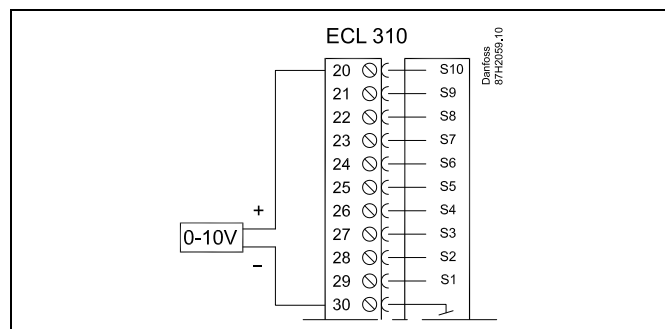 ECL 310
Danfoss
87H2059.10
20 S10
21 S9
22 S8
23 S7
24 S6
25 S5
26 S4
27 S3
28 S2
29 S1
30
+
0-10V
−